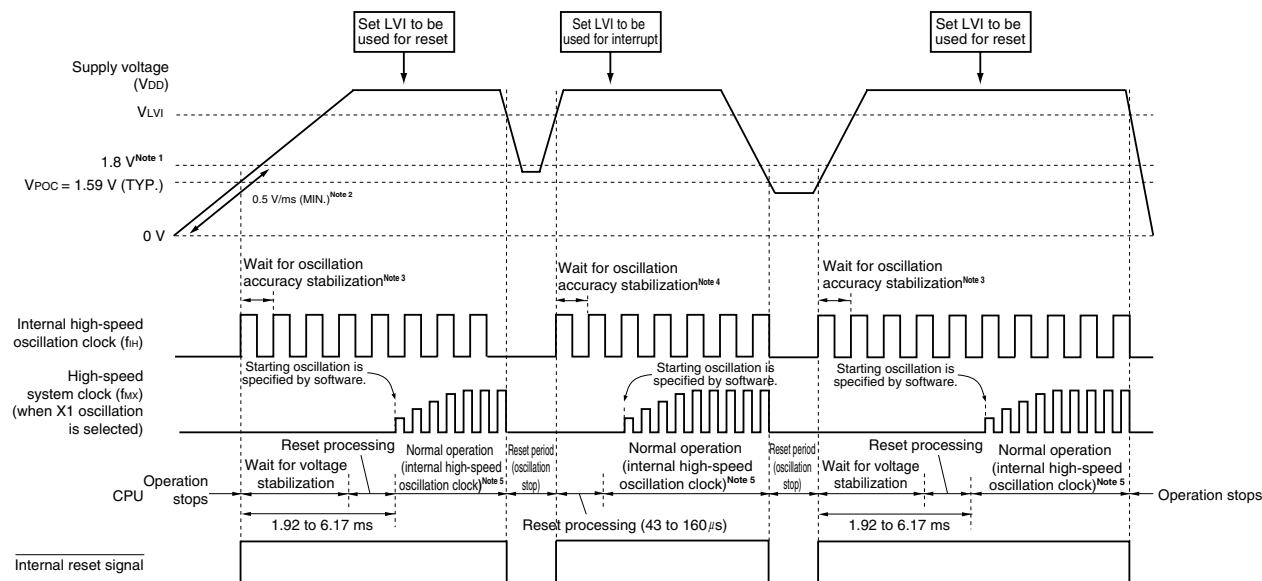 Set LVI to be
used for reset
Set LVI to be
used for interrupt
Set LVI to be
used for reset
Supply voltage
(VDD)
VLVI
1.8 V Note 1
VPOC = 1.59 V (TYP.)
0.5 V/ms (MIN.) Note 2
0 V
Wait for oscillation
accuracy stabilization Note 3
Wait for oscillation
accuracy stabilization Note 4
Wait for oscillation
accuracy stabilization Note 3
Internal high-speed
oscillation clock (fIH)
High-speed
system clock (fMX)
(when X1 oscillation
is selected)
Starting oscillation is
specified by software.
Starting oscillation is
specified by software.
Starting oscillation is
specified by software.
CPU
Operation
stops
Wait for voltage
stabilization
Reset processing
1.92 to 6.17 ms
Normal operation
(internal high-speed
oscillation clock) Note 5
Reset period
(oscillation
stop)
Reset processing (43 to 160 μs)
Normal operation
(internal high-speed
oscillation clock) Note 5
Reset period
(oscillation
stop)
Wait for voltage
stabilization
Reset processing
1.92 to 6.17 ms
Normal operation
(internal high-speed
oscillation clock) Note 5
Operation stops
Internal reset signal